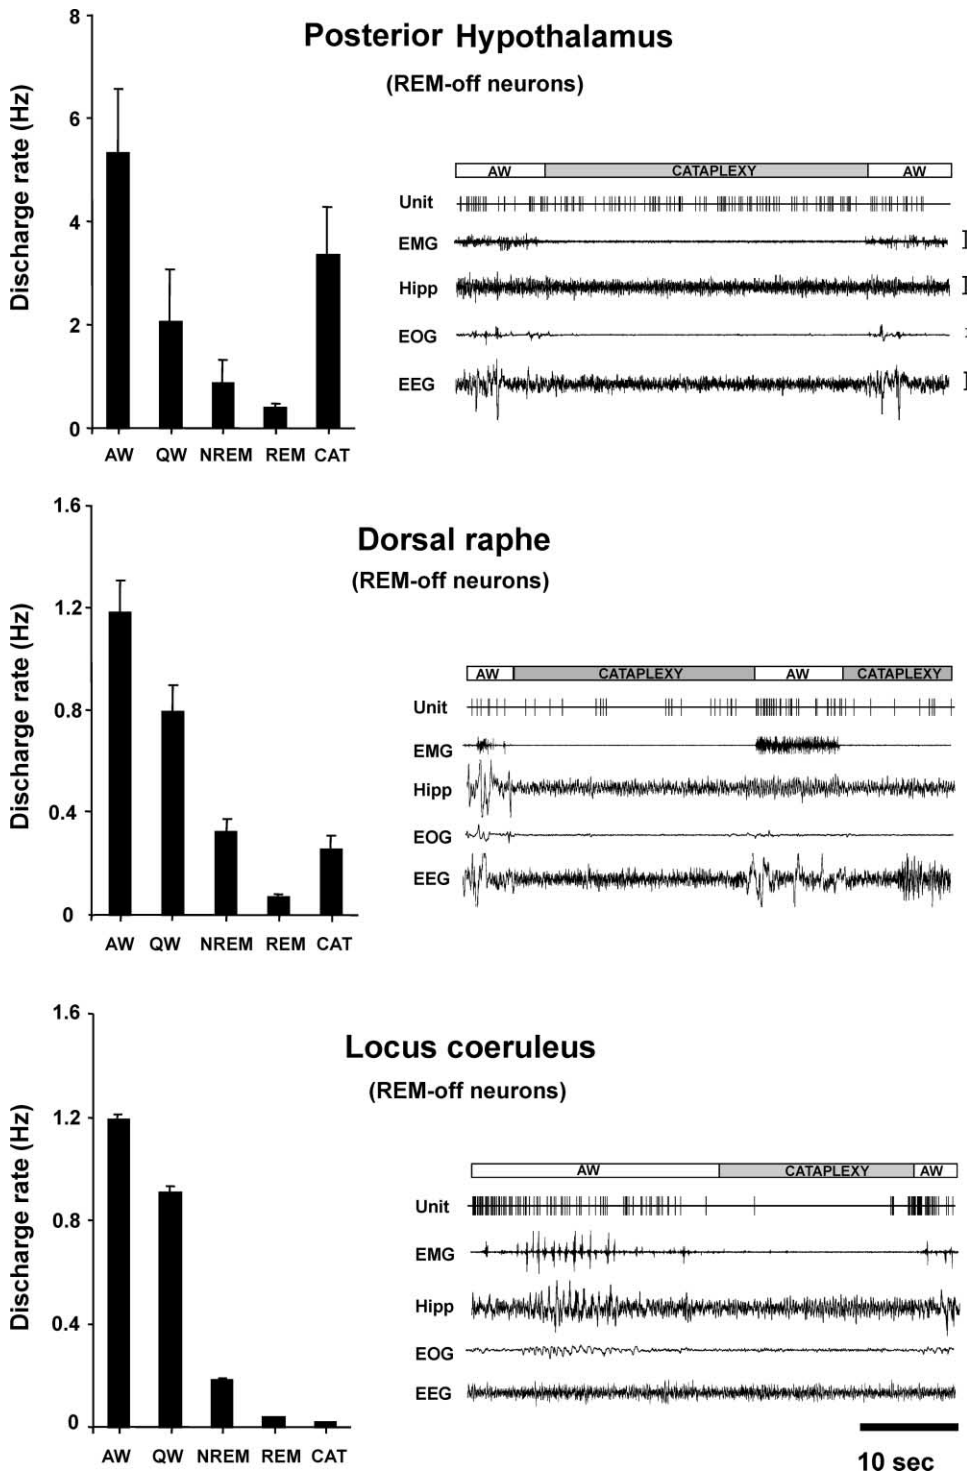 Posterior Hypothalamus
(REM-off neurons)
Discharge rate (Hz)
8
6
4
2
0
AW QW NREM REM CAT
AW CATAPLEXY AW
Unit
EMG
Hipp
EOG
EEG
Dorsal raphe
(REM-off neurons)
Discharge rate (Hz)
1.6
1.2
0.8
0.4
0
AW QW NREM REM CAT
AW CATAPLEXY AW CATAPLEXY
Unit
EMG
Hipp
EOG
EEG
Locus coeruleus
(REM-off neurons)
Discharge rate (Hz)
1.6
1.2
0.8
0.4
0
AW QW NREM REM CAT
AW CATAPLEXY AW
Unit
EMG
Hipp
EOG
EEG
10 sec